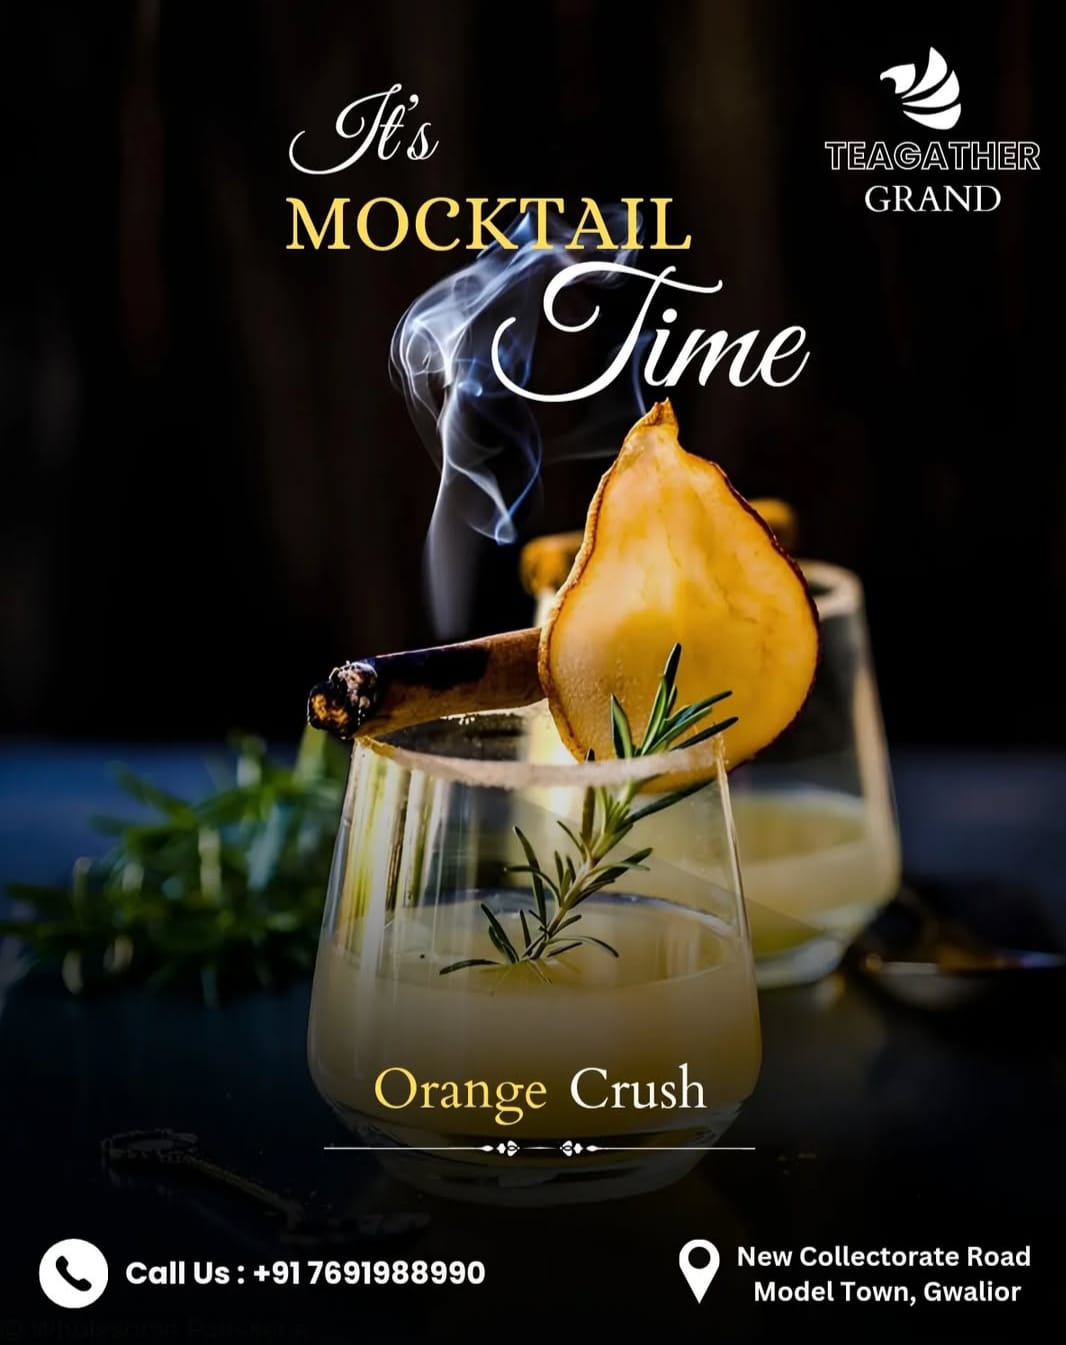 It's
MOCKTAIL
Time
TEAGATHER
GRAND
Orange Crush
Call Us : +91 7691988990
New Collectorate Road
Model Town, Gwalior